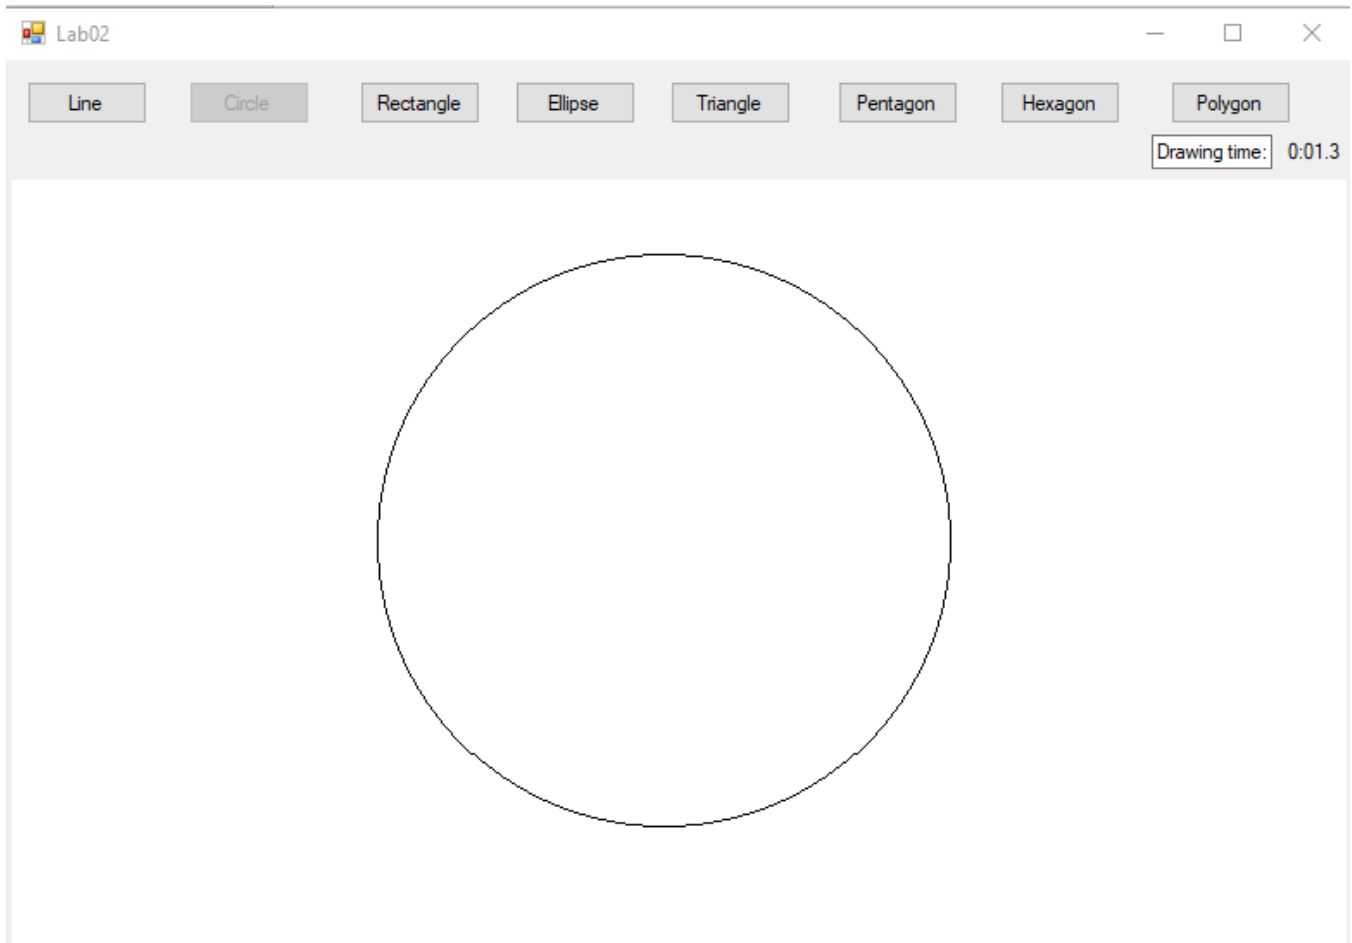 Lab02
Line Circle Rectangle Ellipse Triangle Pentagon Hexagon Polygon
Drawing time: 0:01.3